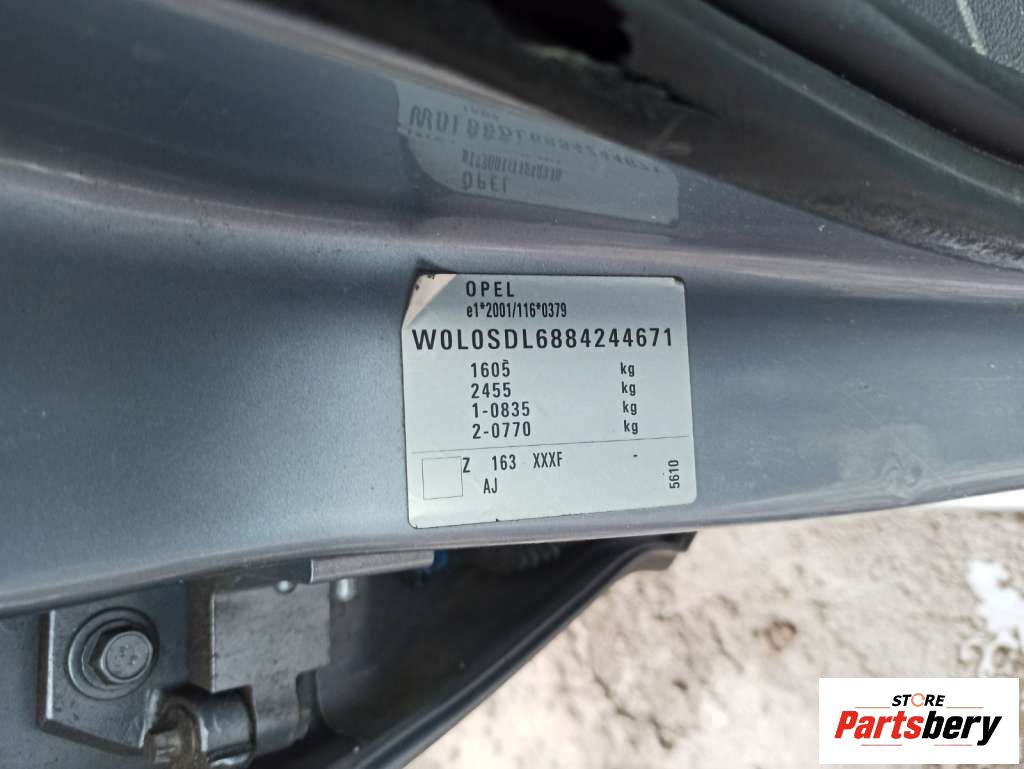 OPEL
e1*2001/116*0379
W0L0SDL6884244671
1605 kg
2455 kg
1-0835 kg
2-0770 kg
Z 163 XXXF -
AJ
5610
STORE
Partsbery